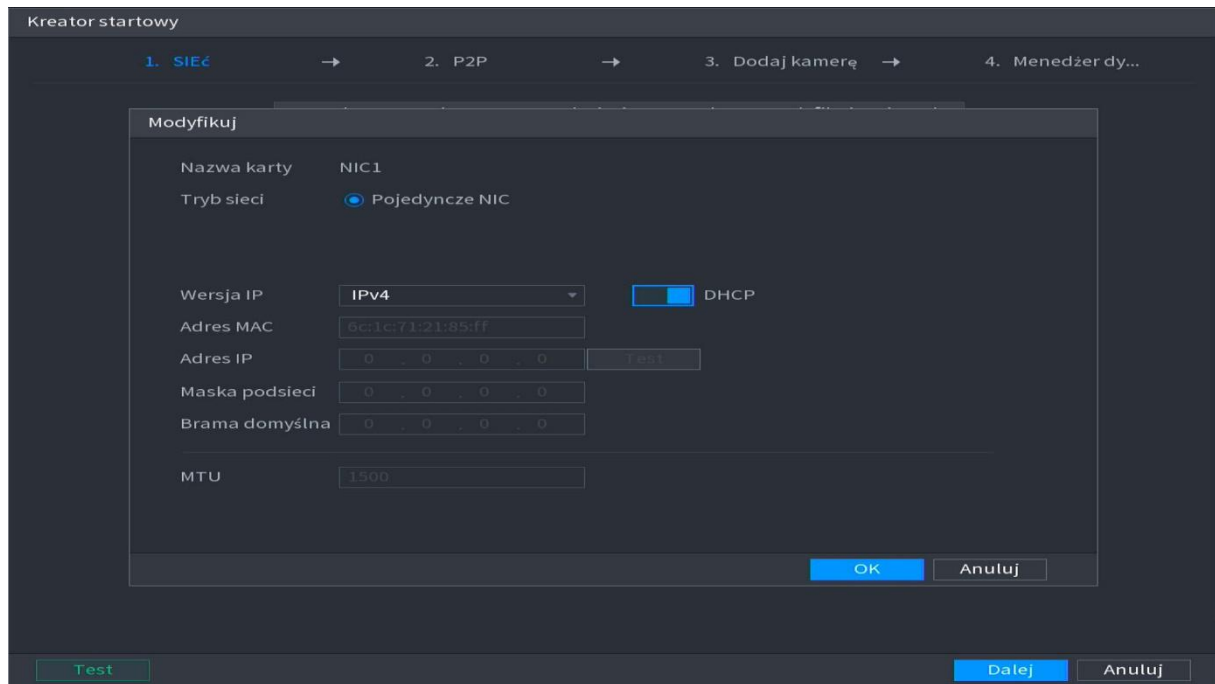 Kreator startowy
1. SIEć → 2. P2P → 3. Dodaj kamerę → 4. Menedżer dy...
Modyfikuj
Nazwa karty NIC1
Tryb sieci Pojedyncze NIC
Wersja IP IPv4 DHCP
Adres MAC 6c:1c:71:21:85:ff
Adres IP 0 . 0 . 0 . 0 Test
Maska podsieci 0 . 0 . 0 . 0
Brama domyślna 0 . 0 . 0 . 0
MTU 1500
OK Anuluj
Test Dalej Anuluj